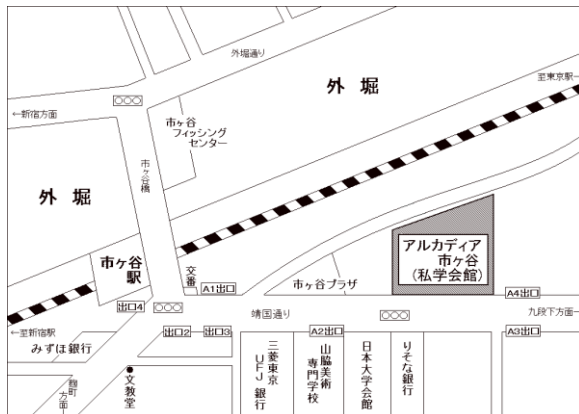 外堀通り
至東京駅→
外 堀
←新宿方面
市ヶ谷
フィッシング
センター
市ヶ谷橋
外 堀
アルカディア
市ヶ谷
(私学会館)
市ヶ谷
駅
交番
A1出口
市ヶ谷プラザ
A4出口
出口4
靖国通り
九段下方面→
←至新宿駅
出口2
出口3
A2出口
A3出口
みずほ銀行
麹町方面↓
文教堂
三菱東京
UFJ銀行
山脇美術
専門学校
日本大学会館
りそな銀行